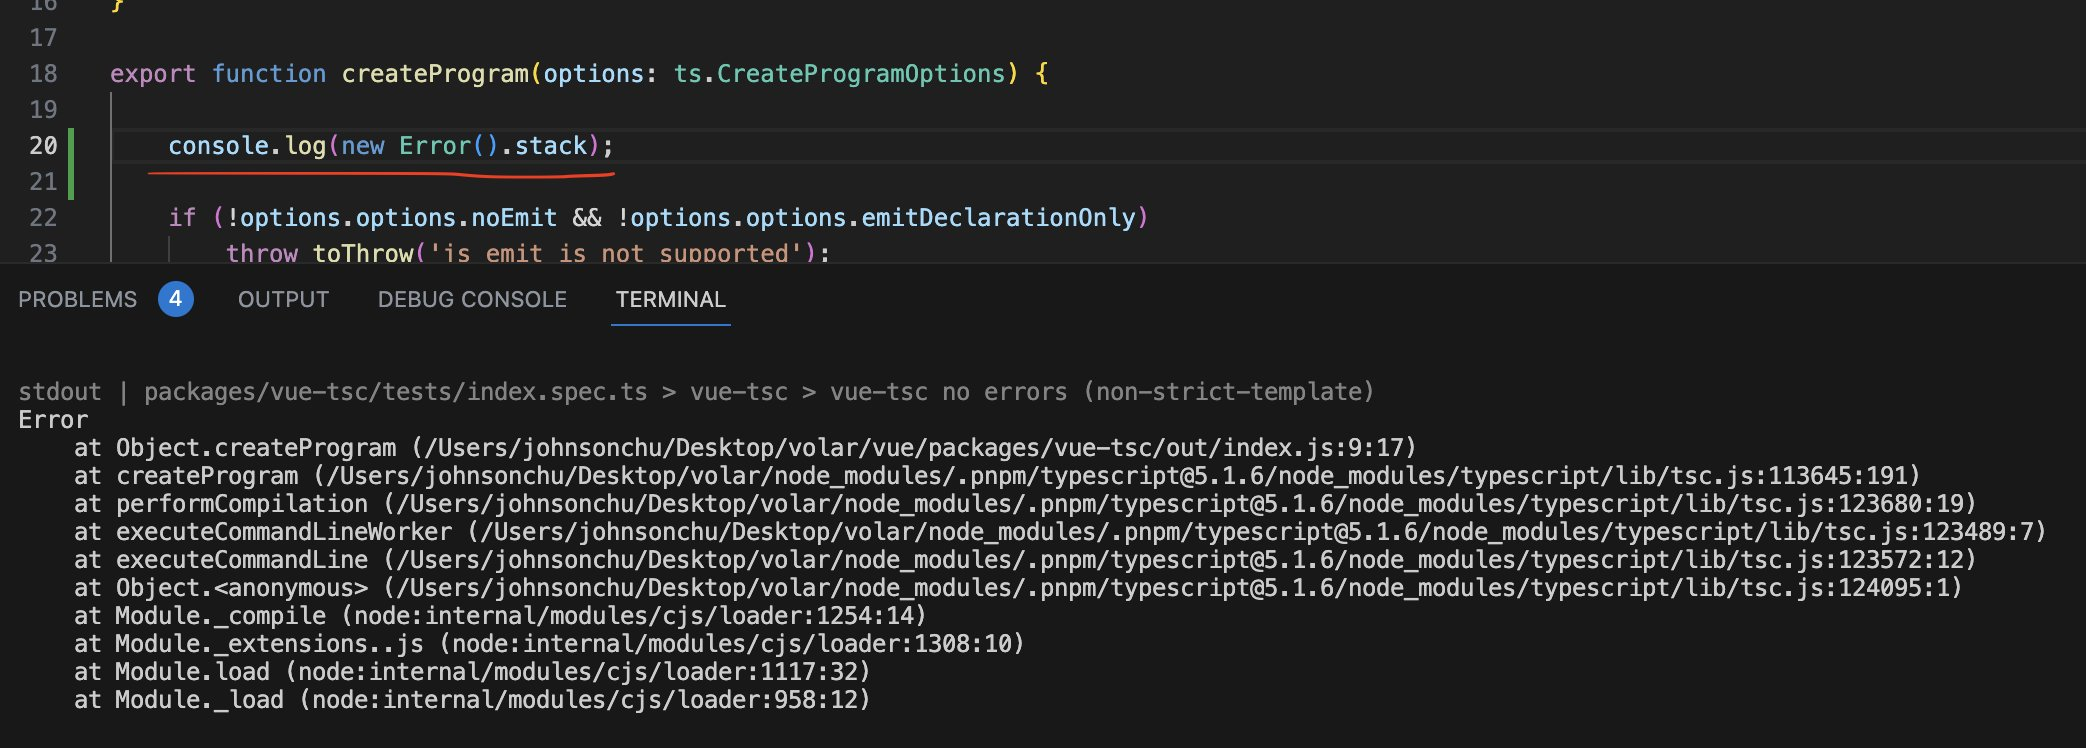 16 }
17
18 export function createProgram(options: ts.CreateProgramOptions) {
19
20 console.log(new Error().stack);
21
22 if (!options.options.noEmit && !options.options.emitDeclarationOnly)
23 throw toThrow('js emit is not supported');
PROBLEMS 4 OUTPUT DEBUG CONSOLE TERMINAL
stdout | packages/vue-tsc/tests/index.spec.ts > vue-tsc > vue-tsc no errors (non-strict-template)
Error
at Object.createProgram (/Users/johnsonchu/Desktop/volar/vue/packages/vue-tsc/out/index.js:9:17)
at createProgram (/Users/johnsonchu/Desktop/volar/node_modules/.pnpm/typescript@5.1.6/node_modules/typescript/lib/tsc.js:113645:191)
at performCompilation (/Users/johnsonchu/Desktop/volar/node_modules/.pnpm/typescript@5.1.6/node_modules/typescript/lib/tsc.js:123680:19)
at executeCommandLineWorker (/Users/johnsonchu/Desktop/volar/node_modules/.pnpm/typescript@5.1.6/node_modules/typescript/lib/tsc.js:123489:7)
at executeCommandLine (/Users/johnsonchu/Desktop/volar/node_modules/.pnpm/typescript@5.1.6/node_modules/typescript/lib/tsc.js:123572:12)
at Object.<anonymous> (/Users/johnsonchu/Desktop/volar/node_modules/.pnpm/typescript@5.1.6/node_modules/typescript/lib/tsc.js:124095:1)
at Module._compile (node:internal/modules/cjs/loader:1254:14)
at Module._extensions..js (node:internal/modules/cjs/loader:1308:10)
at Module.load (node:internal/modules/cjs/loader:1117:32)
at Module._load (node:internal/modules/cjs/loader:958:12)